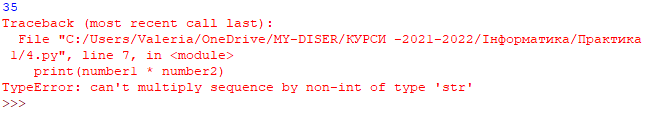 35
Traceback (most recent call last):
  File "C:/Users/Valeria/OneDrive/MY-DISER/КУРСИ -2021-2022/Інформатика/Практика
 1/4.py", line 7, in <module>
    print(number1 * number2)
TypeError: can't multiply sequence by non-int of type 'str'
>>>